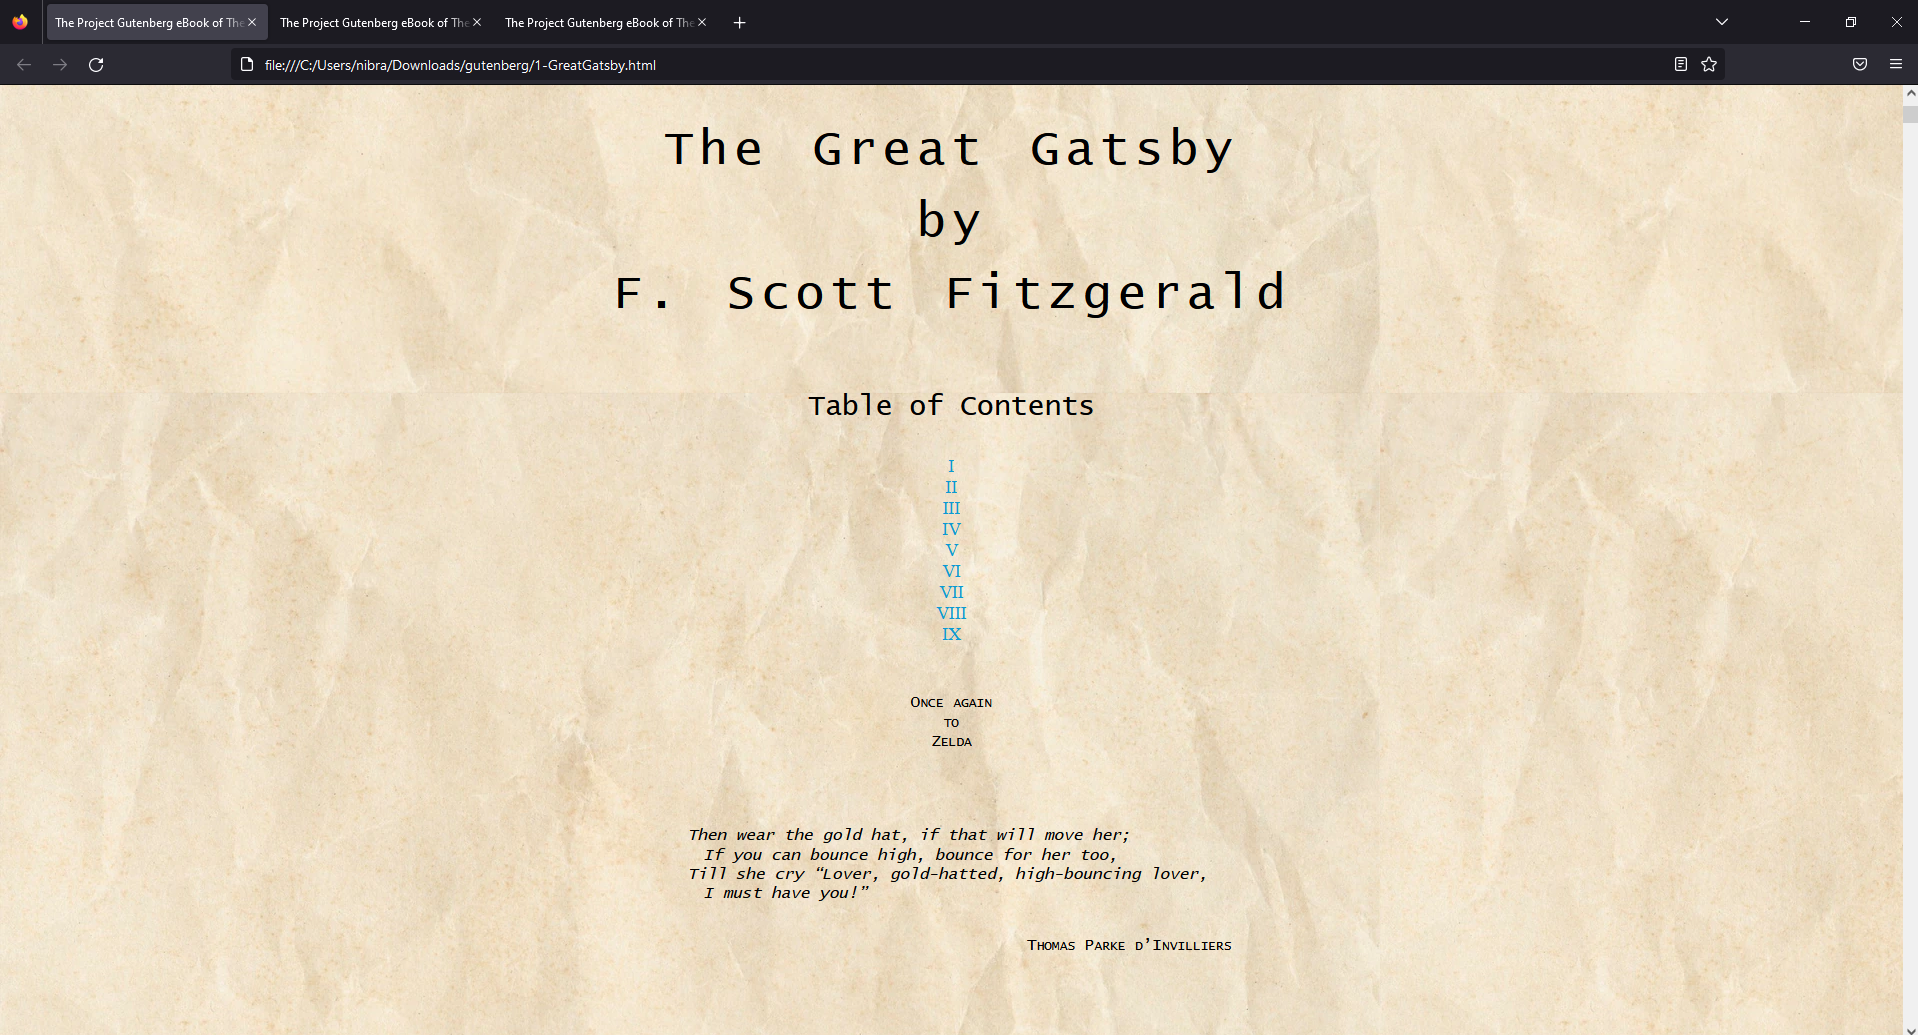 The Project Gutenberg eBook of The
The Project Gutenberg eBook of The
The Project Gutenberg eBook of The
file:///C:/Users/nibra/Downloads/gutenberg/1-GreatGatsby.html
The Great Gatsby
by
F. Scott Fitzgerald
Table of Contents
I
II
III
IV
V
VI
VII
VIII
IX
Once again
to
Zelda
Then wear the gold hat, if that will move her;
If you can bounce high, bounce for her too,
Till she cry “Lover, gold-hatted, high-bouncing lover,
I must have you!”
Thomas Parke d’Invilliers